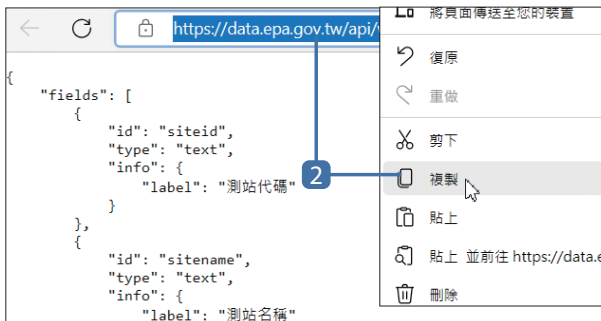 https://data.epa.gov.tw/api/
將頁面傳送至您的裝置
復原
重做
剪下
複製
貼上
貼上 並前往 https://data.e
刪除
2
{
"fields": [
{
"id": "siteid",
"type": "text",
"info": {
"label": "測站代碼"
}
},
{
"id": "sitename",
"type": "text",
"info": {
"label": "測站名稱"